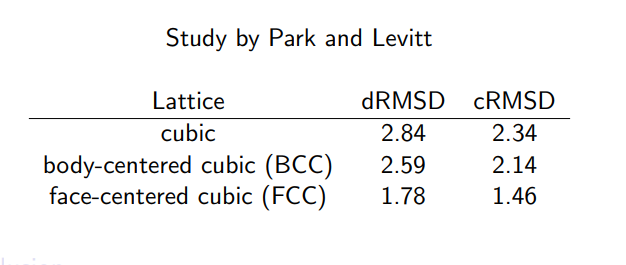 Study by Park and Levitt
Lattice dRMSD cRMSD
cubic 2.84 2.34
body-centered cubic (BCC) 2.59 2.14
face-centered cubic (FCC) 1.78 1.46